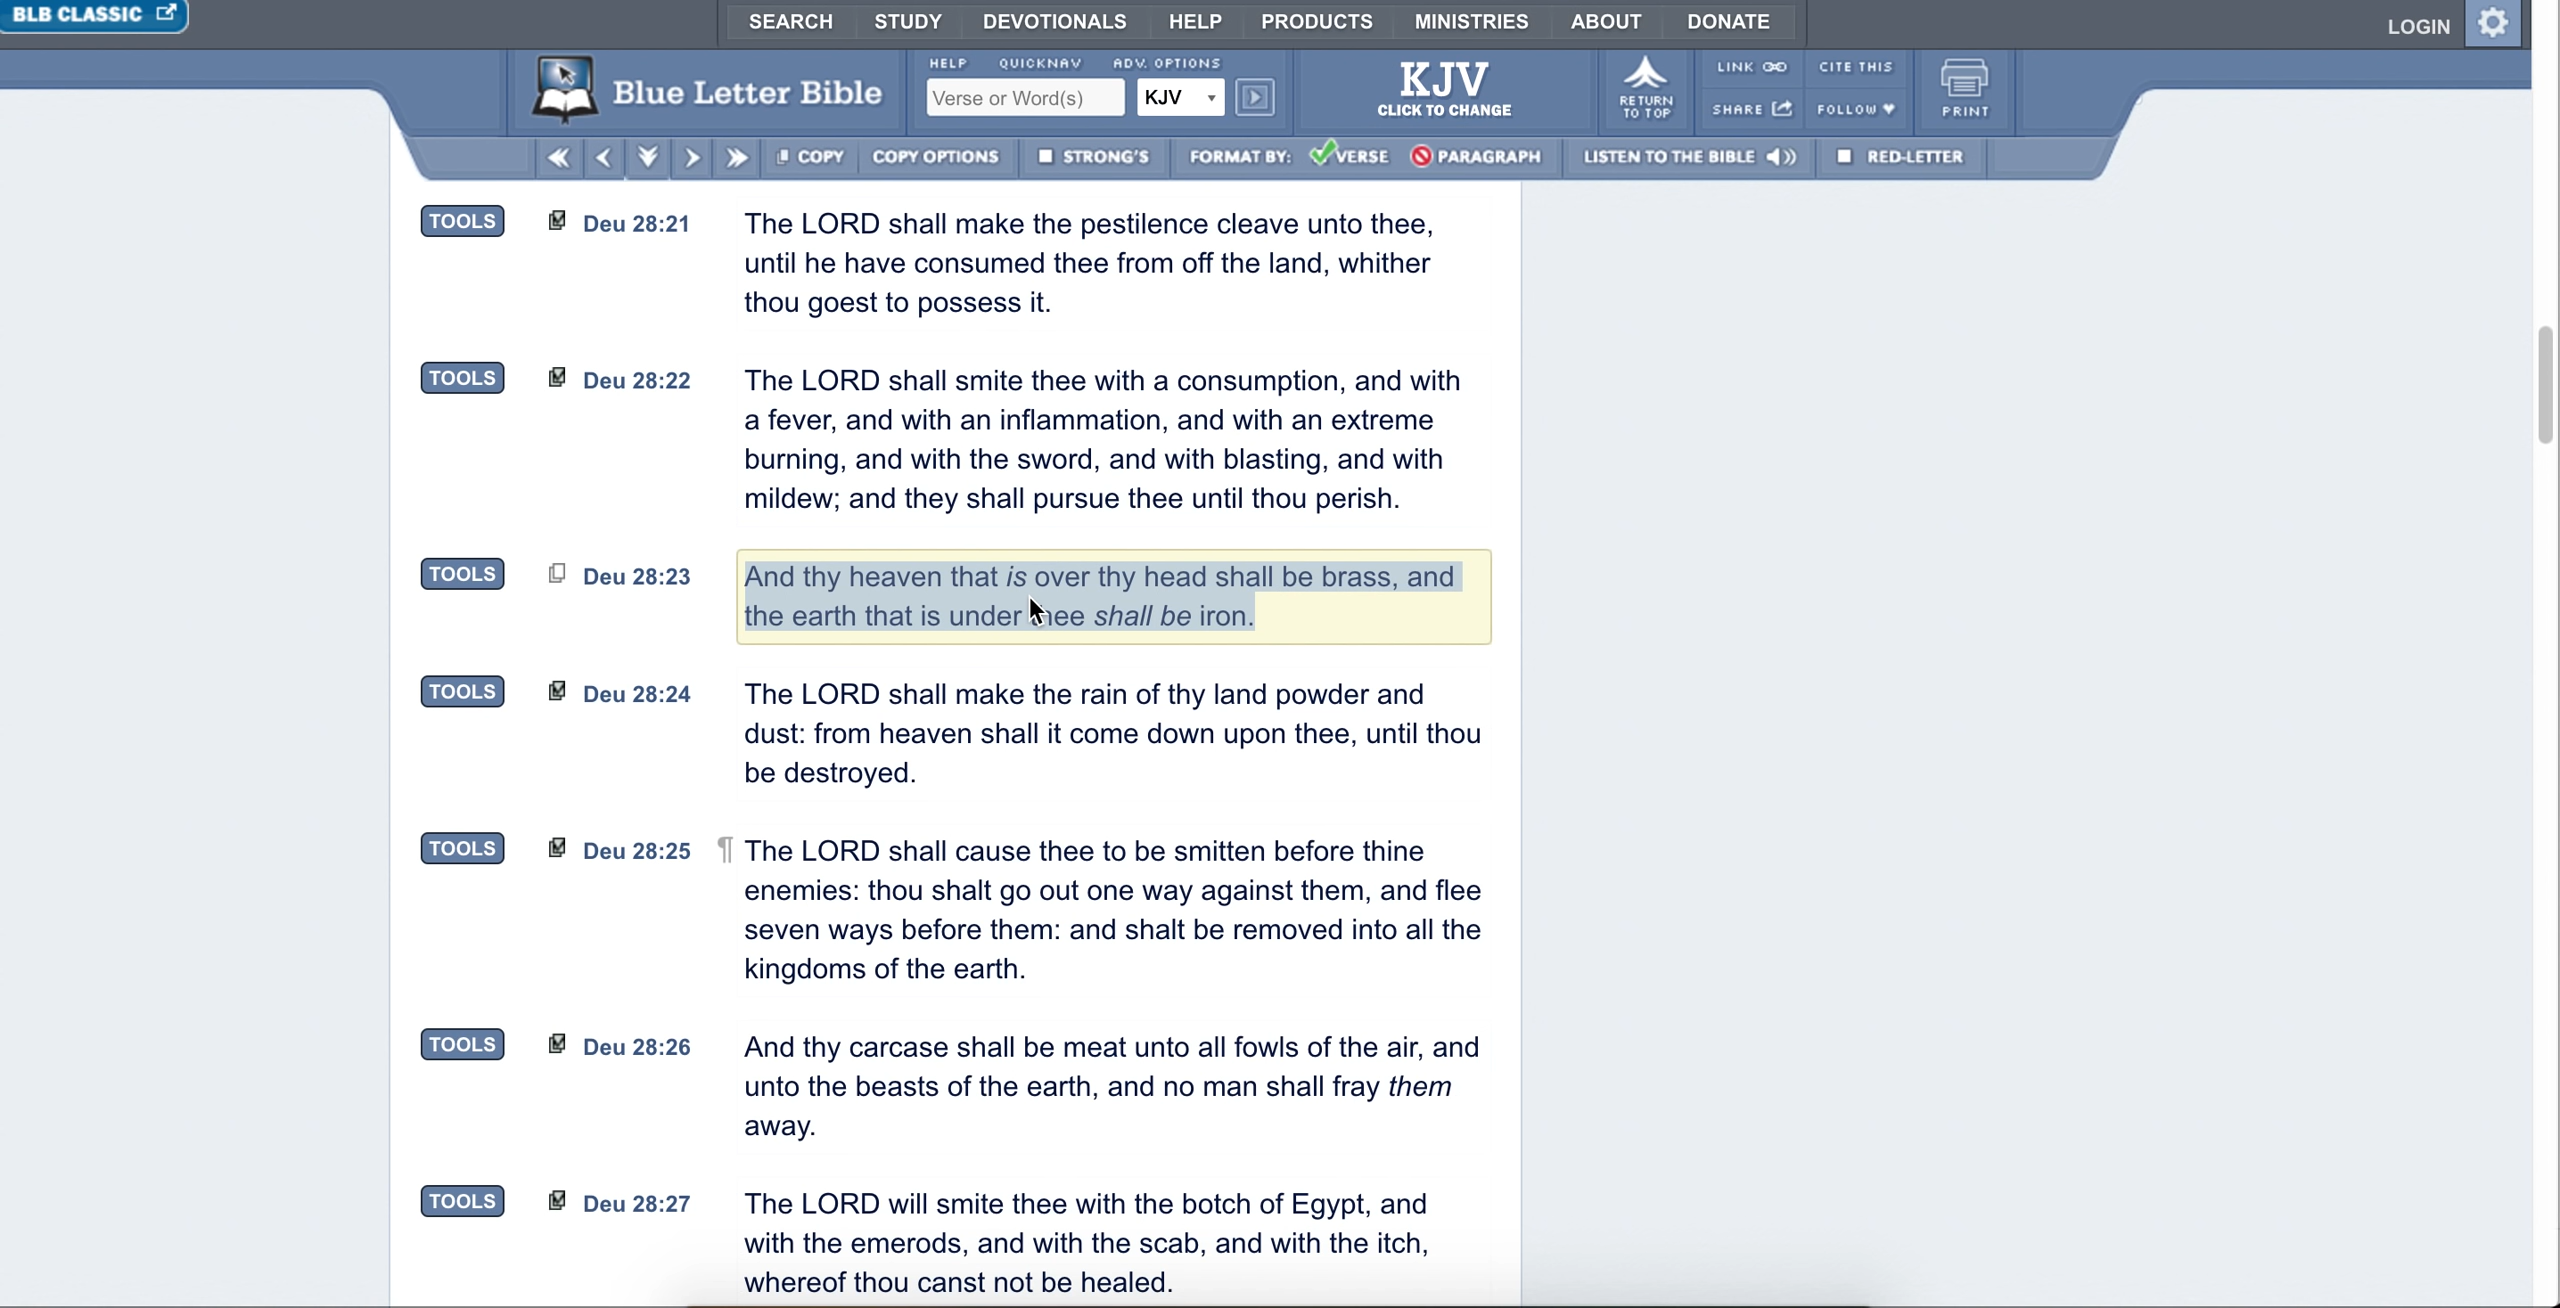 BLB CLASSIC
SEARCH STUDY DEVOTIONALS HELP PRODUCTS MINISTRIES ABOUT DONATE
LOGIN
Blue Letter Bible
HELP QUICKNAV ADV. OPTIONS
Verse or Word(s) KJV
KJV
CLICK TO CHANGE
RETURN
TO TOP
LINK CITE THIS
SHARE FOLLOW
PRINT
COPY COPY OPTIONS STRONG'S FORMAT BY: VERSE PARAGRAPH LISTEN TO THE BIBLE RED-LETTER
TOOLS Deu 28:21 The LORD shall make the pestilence cleave unto thee,
until he have consumed thee from off the land, whither
thou goest to possess it.
TOOLS Deu 28:22 The LORD shall smite thee with a consumption, and with
a fever, and with an inflammation, and with an extreme
burning, and with the sword, and with blasting, and with
mildew; and they shall pursue thee until thou perish.
TOOLS Deu 28:23 And thy heaven that is over thy head shall be brass, and
the earth that is under thee shall be iron.
TOOLS Deu 28:24 The LORD shall make the rain of thy land powder and
dust: from heaven shall it come down upon thee, until thou
be destroyed.
TOOLS Deu 28:25 ¶ The LORD shall cause thee to be smitten before thine
enemies: thou shalt go out one way against them, and flee
seven ways before them: and shalt be removed into all the
kingdoms of the earth.
TOOLS Deu 28:26 And thy carcase shall be meat unto all fowls of the air, and
unto the beasts of the earth, and no man shall fray them
away.
TOOLS Deu 28:27 The LORD will smite thee with the botch of Egypt, and
with the emerods, and with the scab, and with the itch,
whereof thou canst not be healed.